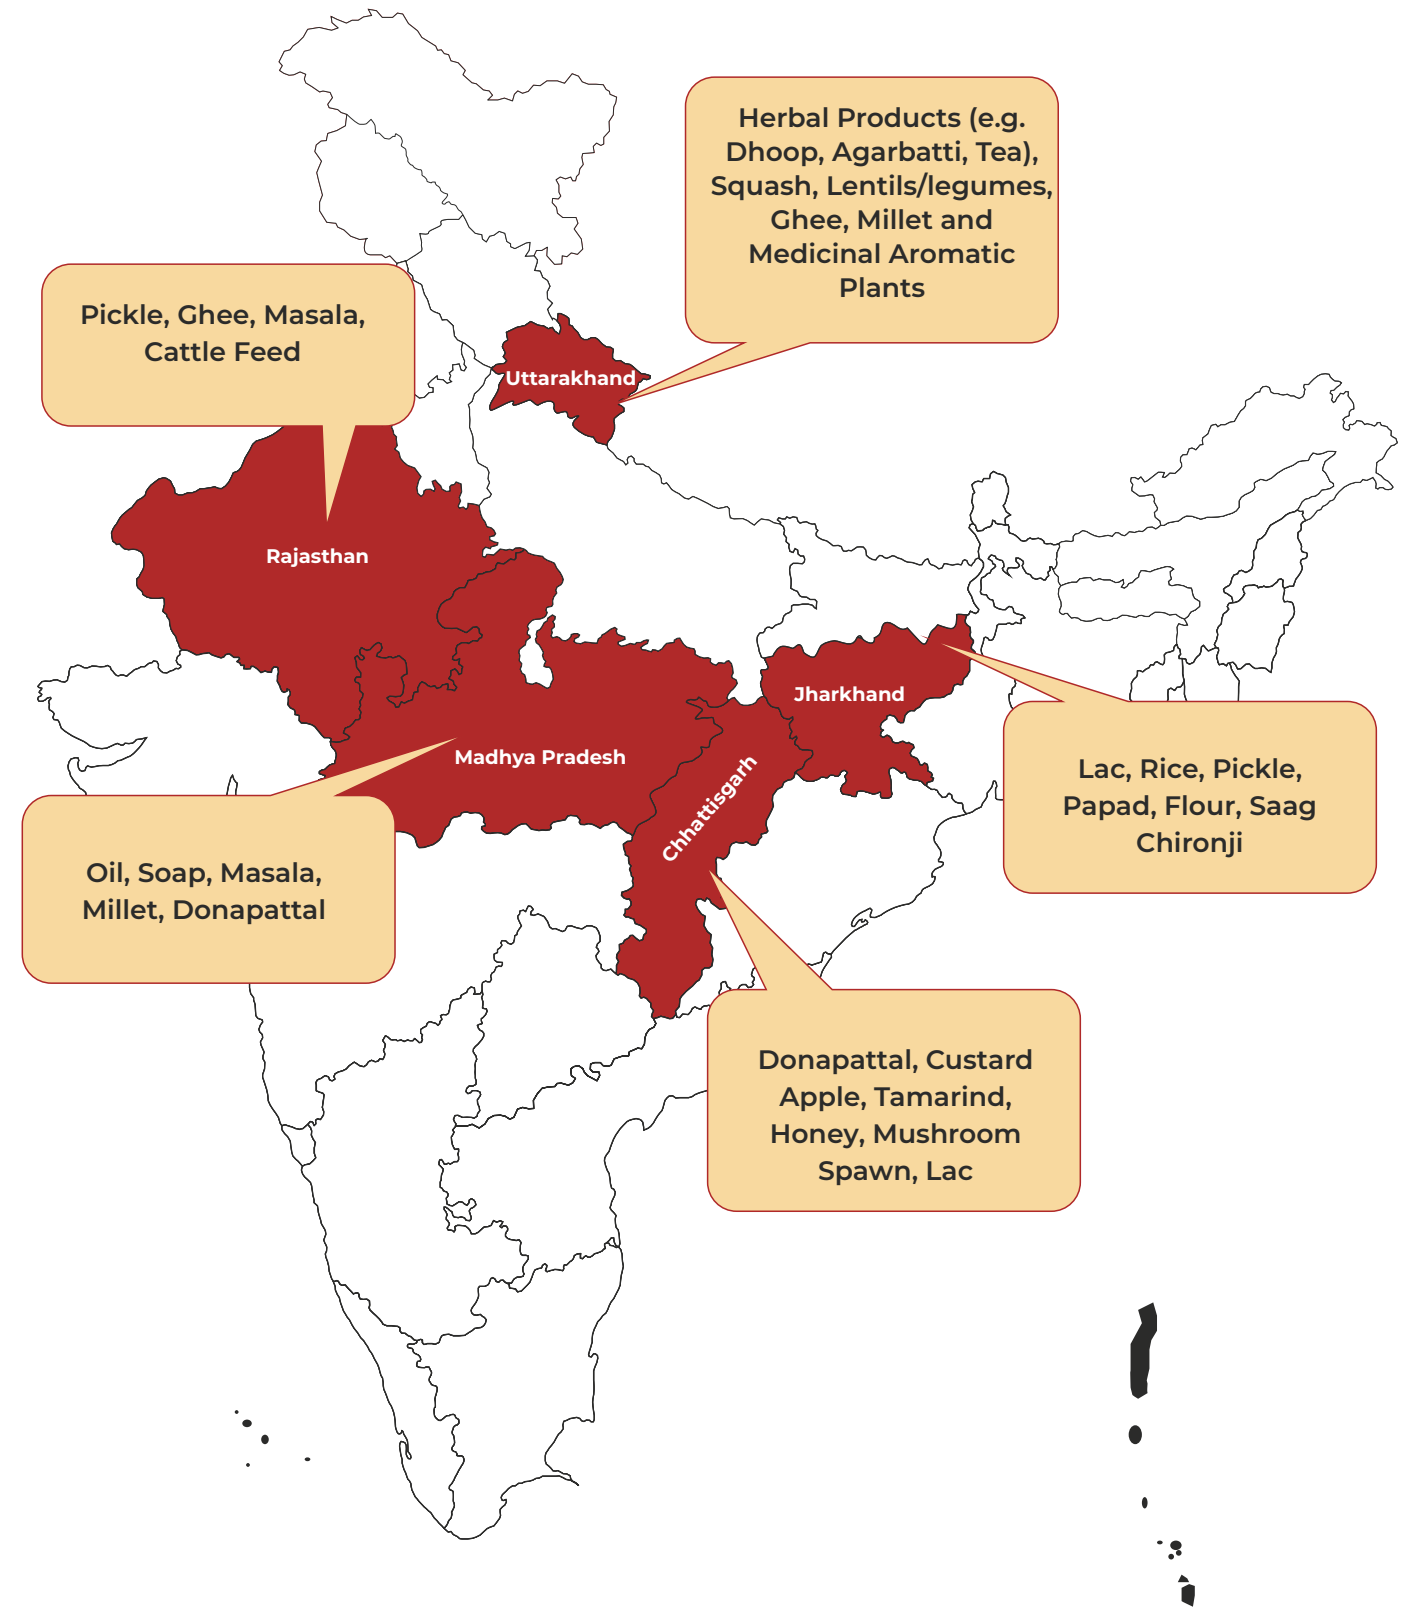 Herbal Products (e.g.
Dhoop, Agarbatti, Tea),
Squash, Lentils/legumes,
Ghee, Millet and
Medicinal Aromatic
Plants
Pickle, Ghee, Masala,
Cattle Feed
Uttarakhand
Rajasthan
Jharkhand
Madhya Pradesh
Chhattisgarh
Lac, Rice, Pickle,
Papad, Flour, Saag
Chironji
Oil, Soap, Masala,
Millet, Donapattal
Donapattal, Custard
Apple, Tamarind,
Honey, Mushroom
Spawn, Lac